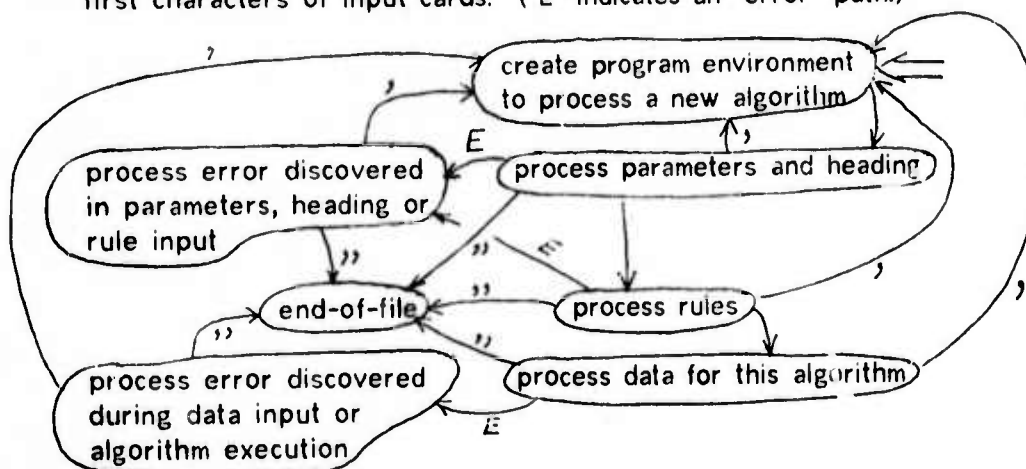 first characters of input cards. ("E" indicates an "error" path.)
,
create program environment
to process a new algorithm
,
,
E
process parameters and heading
process error discovered
in parameters, heading or
rule input
,,
,,
E
,
,,
end-of-file
process rules
,
,,
,,
process data for this algorithm
process error discovered
during data input or
algorithm execution
E